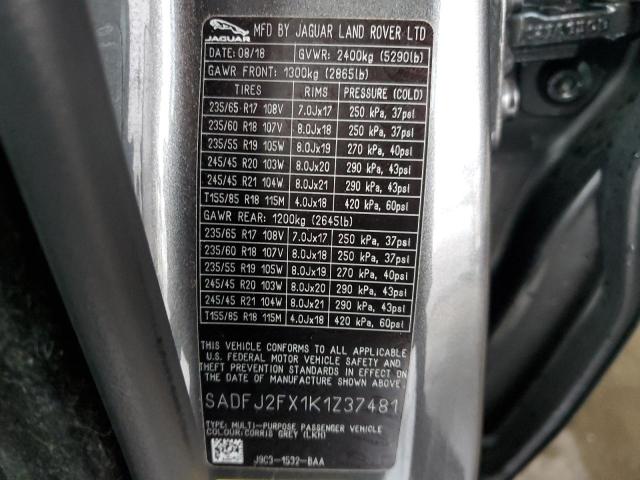 JAGUAR
MFD BY JAGUAR LAND ROVER LTD
DATE: 08/18 GVWR: 2400kg (5290lb)
GAWR FRONT: 1300kg (2865lb)
TIRES RIMS PRESSURE (COLD)
235/65 R17 108V 7.0Jx17 250 kPa, 37psi
235/60 R18 107V 8.0Jx18 250 kPa, 37psi
235/55 R19 105W 8.0Jx19 270 kPa, 40psi
245/45 R20 103W 8.0Jx20 290 kPa, 43psi
245/45 R21 104W 8.0Jx21 290 kPa, 43psi
T155/85 R18 115M 4.0Jx18 420 kPa, 60psi
GAWR REAR: 1200kg (2645lb)
235/65 R17 108V 7.0Jx17 250 kPa, 37psi
235/60 R18 107V 8.0Jx18 250 kPa, 37psi
235/55 R19 105W 8.0Jx19 270 kPa, 40psi
245/45 R20 103W 8.0Jx20 290 kPa, 43psi
245/45 R21 104W 8.0Jx21 290 kPa, 43psi
T155/85 R18 115M 4.0Jx18 420 kPa, 60psi
THIS VEHICLE CONFORMS TO ALL APPLICABLE
U.S. FEDERAL MOTOR VEHICLE SAFETY AND
THEFT PREVENTION STANDARDS IN EFFECT
ON THE DATE OF MANUFACTURE SHOWN
ABOVE.
SADFJ2FX1K1Z37481
TYPE: MULTI-PURPOSE PASSENGER VEHICLE
COLOUR: CORRIS GREY (LKH)
J9C3-1532-BAA